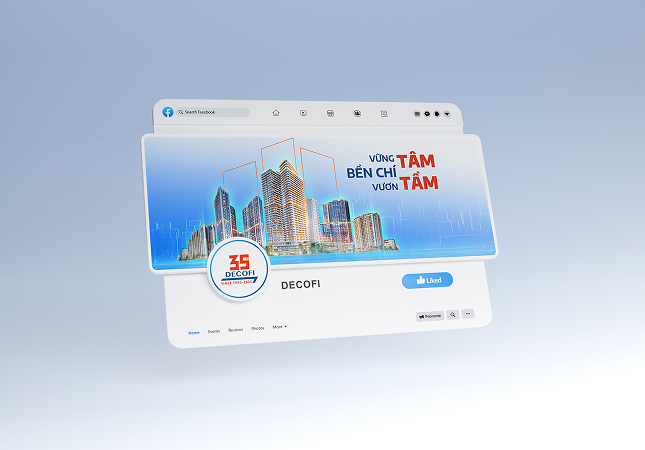 Search Facebook
VỮNG TÂM
BỀN CHÍ
VƯƠN TẦM
35
DECOFI
DECOFI
Liked
Promote
Home Events Reviews Photos More